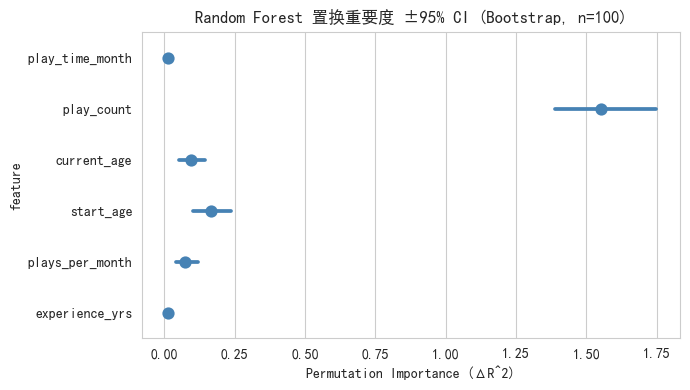 Random Forest 置换重要度 ±95% CI (Bootstrap, n=100)
play_time_month
play_count
current_age
start_age
plays_per_month
experience_yrs
feature
0.00 0.25 0.50 0.75 1.00 1.25 1.50 1.75
Permutation Importance (ΔR^2)